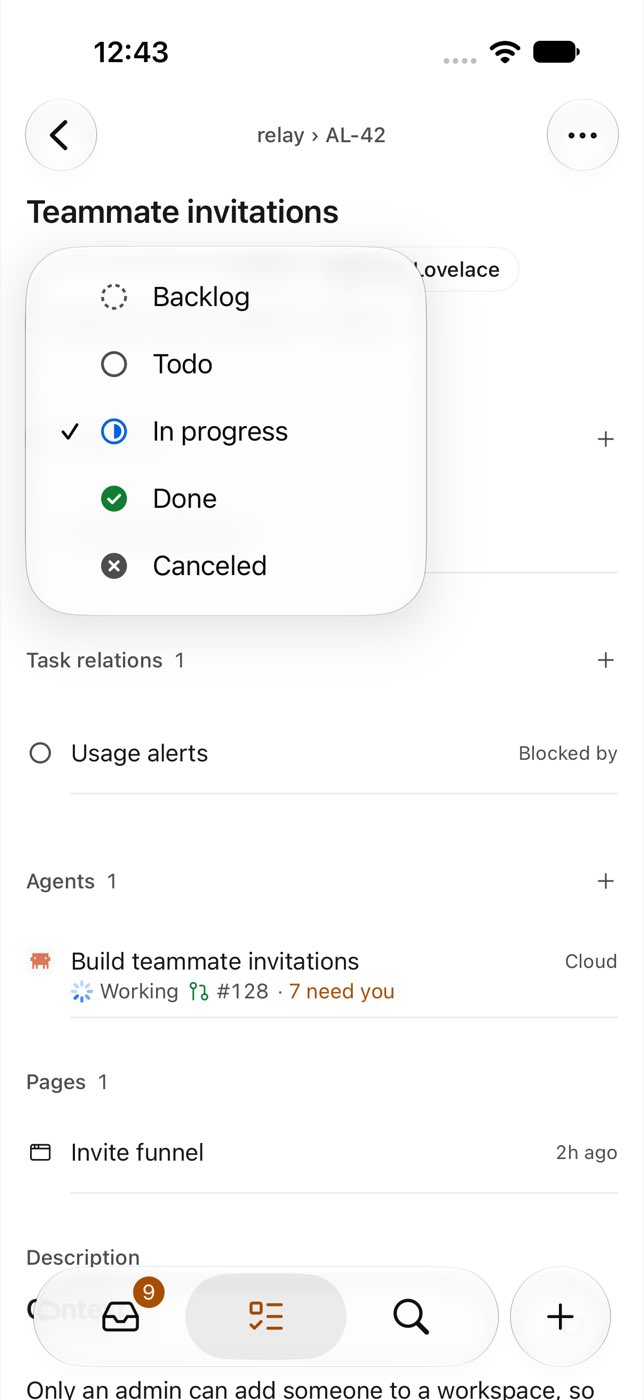 12:43
relay › AL-42
Teammate invitations
Lovelace
Backlog
Todo
In progress
Done
Canceled
Task relations 1
Usage alerts
Blocked by
Agents 1
Build teammate invitations
Cloud
Working #128 · 7 need you
Pages 1
Invite funnel
2h ago
Description
9
Only an admin can add someone to a workspace, so